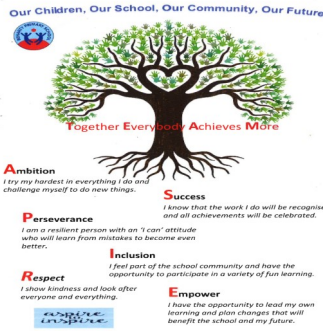 Our Children, Our School, Our Community, Our Future
PRIMARY SCHOOL
Together Everybody Achieves More
Ambition
I try my hardest in everything I do and
challenge myself to do new things.
Success
I know that the work I do will be recognise
and all achievements will be celebrated.
Perseverance
I am a resilient person with an 'I can' attitude
who will learn from mistakes to become even
better.
Inclusion
I feel part of the school community and have the
opportunity to participate in a variety of fun learning.
Respect
I show kindness and look after
everyone and everything.
Empower
I have the opportunity to lead my own
learning and plan changes that will
benefit the school and my future.
aspire
to
inspire